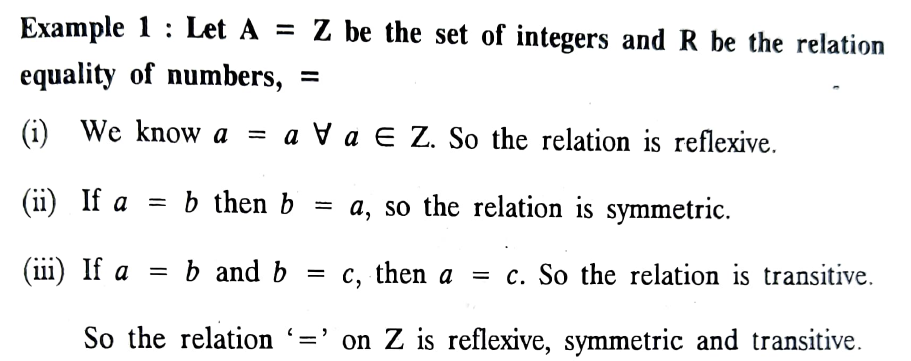 Example 1 : Let A = Z be the set of integers and R be the relation
equality of numbers, =
(i) We know a = a ∀ a ∈ Z. So the relation is reflexive.
(ii) If a = b then b = a, so the relation is symmetric.
(iii) If a = b and b = c, then a = c. So the relation is transitive.
So the relation ‘=’ on Z is reflexive, symmetric and transitive.